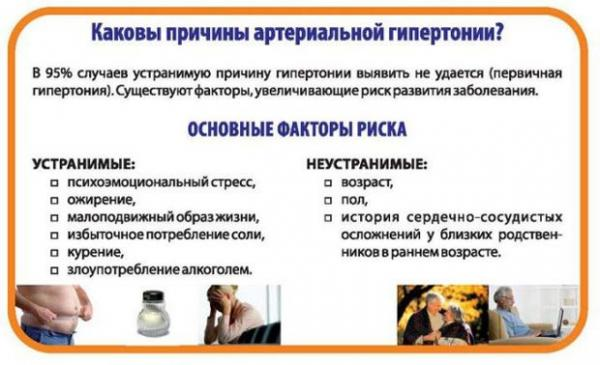 Каковы причины артериальной гипертонии?
В 95% случаев устранимую причину гипертонии выявить не удается (первичная
гипертония). Существуют факторы, увеличивающие риск развития заболевания.
ОСНОВНЫЕ ФАКТОРЫ РИСКА
УСТРАНИМЫЕ:
психоэмоциональный стресс,
ожирение,
малоподвижный образ жизни,
избыточное потребление соли,
курение,
злоупотребление алкоголем.
НЕУСТРАНИМЫЕ:
возраст,
пол,
история сердечно-сосудистых
осложнений у близких родствен-
ников в раннем возрасте.